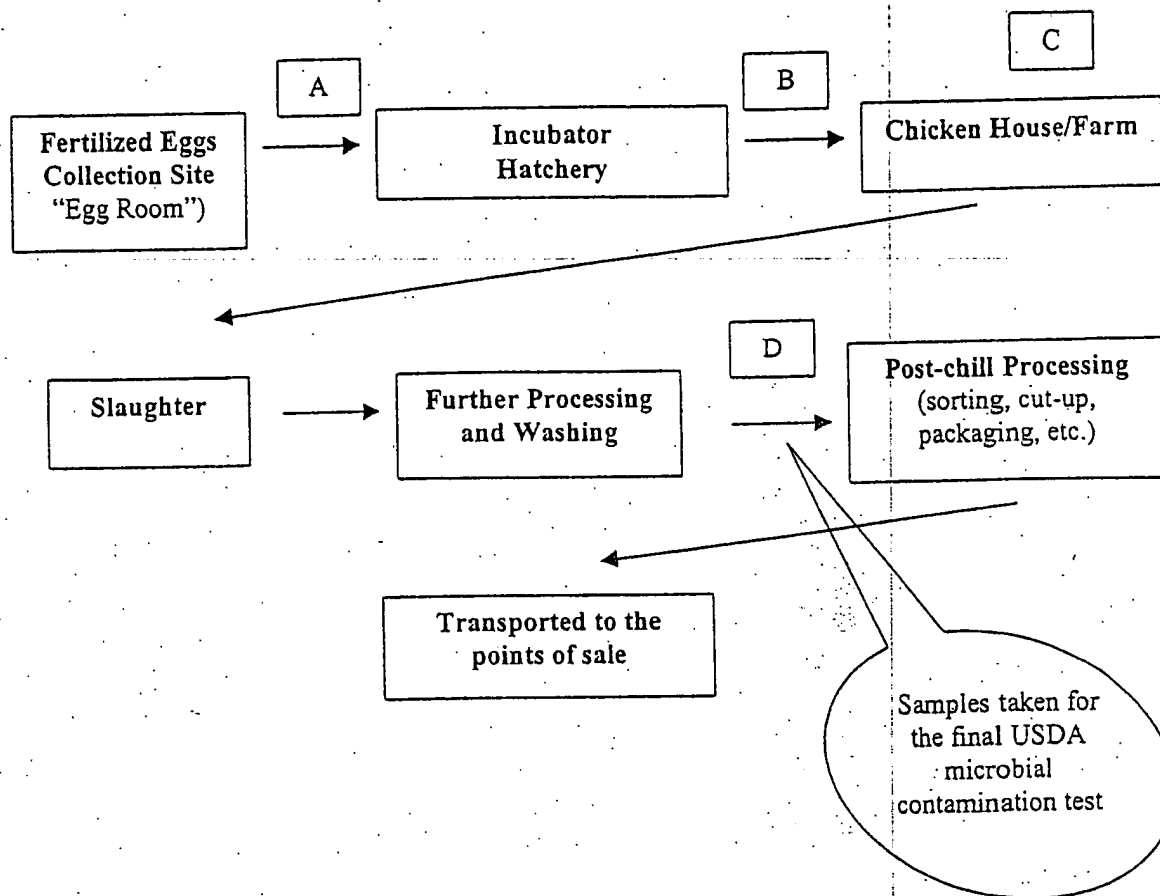 C
A
B
Fertilized Eggs
Collection Site
“Egg Room”)
Incubator
Hatchery
Chicken House/Farm
D
Slaughter
Further Processing
and Washing
Post-chill Processing
(sorting, cut-up,
packaging, etc.)
Transported to the
points of sale
Samples taken for
the final USDA
microbial
contamination test